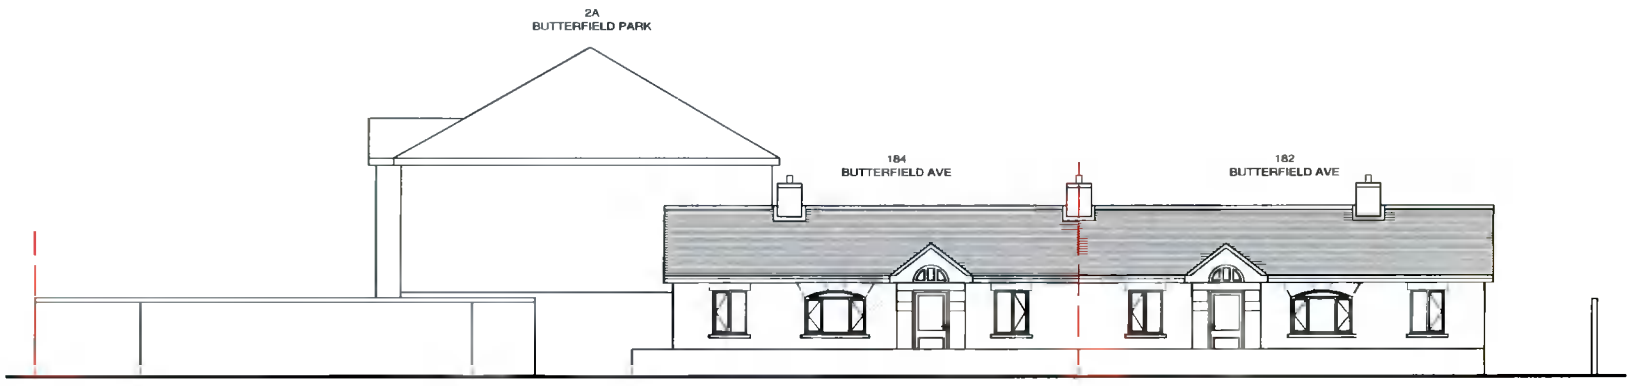 2A
BUTTERFIELD PARK
184
BUTTERFIELD AVE
182
BUTTERFIELD AVE